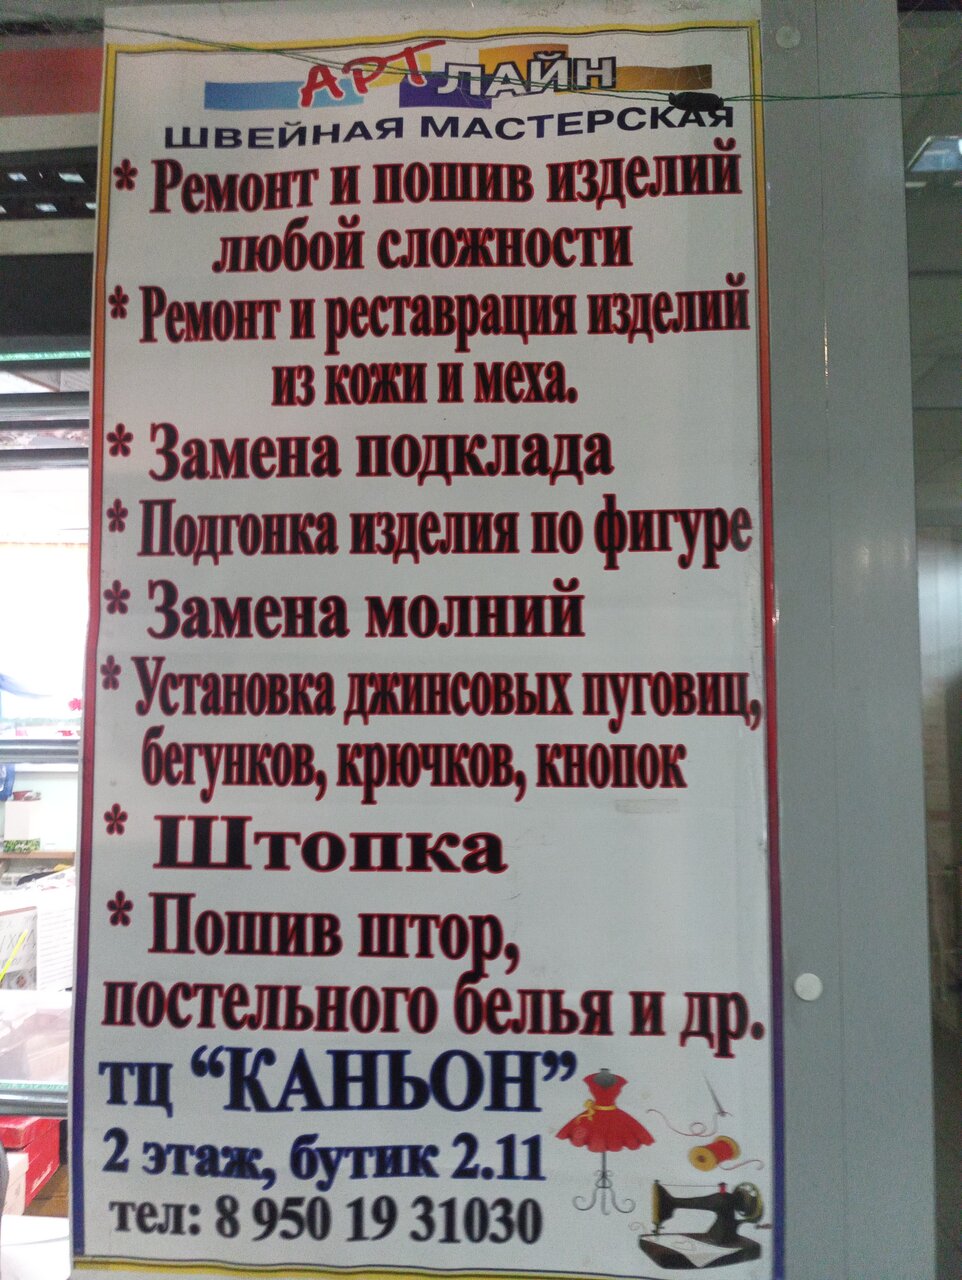 АРТ ЛАЙН
ШВЕЙНАЯ МАСТЕРСКАЯ
* Ремонт и пошив изделий
любой сложности
* Ремонт и реставрация изделий
из кожи и меха.
* Замена подклада
* Подгонка изделия по фигуре
* Замена молний
* Установка джинсовых пуговиц,
бегунков, крючков, кнопок
* Штопка
* Пошив штор,
постельного белья и др.
ТЦ "КАНЬОН"
2 этаж, бутик 2.11
тел: 8 950 19 31030